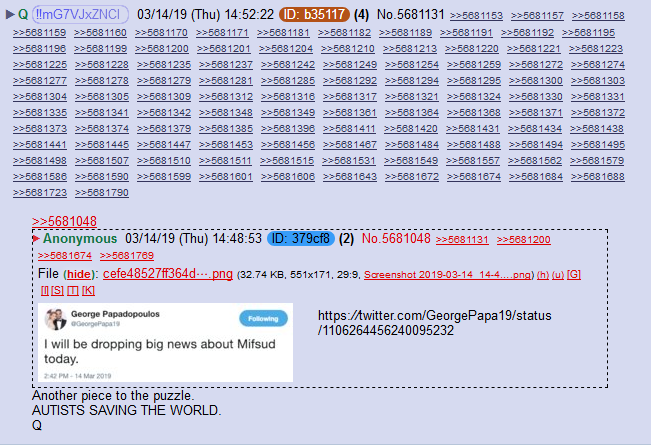 Q !!mG7VJxZNCI 03/14/19 (Thu) 14:52:22 ID: b35117 (4) No.5681131 >>5681153 >>5681157 >>5681158
>>5681159 >>5681160 >>5681170 >>5681171 >>5681181 >>5681182 >>5681189 >>5681191 >>5681192 >>5681195
>>5681196 >>5681199 >>5681200 >>5681201 >>5681204 >>5681210 >>5681213 >>5681220 >>5681221 >>5681223
>>5681225 >>5681228 >>5681235 >>5681237 >>5681242 >>5681249 >>5681254 >>5681261 >>5681272 >>5681274
>>5681277 >>5681278 >>5681279 >>5681281 >>5681285 >>5681292 >>5681294 >>5681295 >>5681300 >>5681303
>>5681304 >>5681305 >>5681309 >>5681312 >>5681316 >>5681317 >>5681321 >>5681324 >>5681330 >>5681331
>>5681335 >>5681341 >>5681342 >>5681348 >>5681349 >>5681361 >>5681364 >>5681368 >>5681371 >>5681372
>>5681373 >>5681374 >>5681379 >>5681385 >>5681396 >>5681411 >>5681420 >>5681431 >>5681434 >>5681438
>>5681441 >>5681445 >>5681447 >>5681453 >>5681456 >>5681467 >>5681484 >>5681488 >>5681494 >>5681495
>>5681498 >>5681507 >>5681510 >>5681511 >>5681515 >>5681531 >>5681549 >>5681557 >>5681562 >>5681579
>>5681586 >>5681590 >>5681599 >>5681601 >>5681606 >>5681643 >>5681672 >>5681674 >>5681684 >>5681688
>>5681723 >>5681790
>>5681048
Anonymous 03/14/19 (Thu) 14:48:53 ID: 379cf8 (2) No.5681048 >>5681131 >>5681200
>>5681674 >>5681769
File (hide): cefe48527ff364d⋯.png (32.74 KB, 551x171, 29:9, Screenshot 2019-03-14_14-4….png) (h) (u) [G]
[I] [S] [T] [K]
George Papadopoulos
@GeorgePapa19
Following
I will be dropping big news about Mifsud
today.
2:42 PM - 14 Mar 2019
https://twitter.com/GeorgePapa19/status
/1106264456240095232
Another piece to the puzzle.
AUTISTS SAVING THE WORLD.
Q